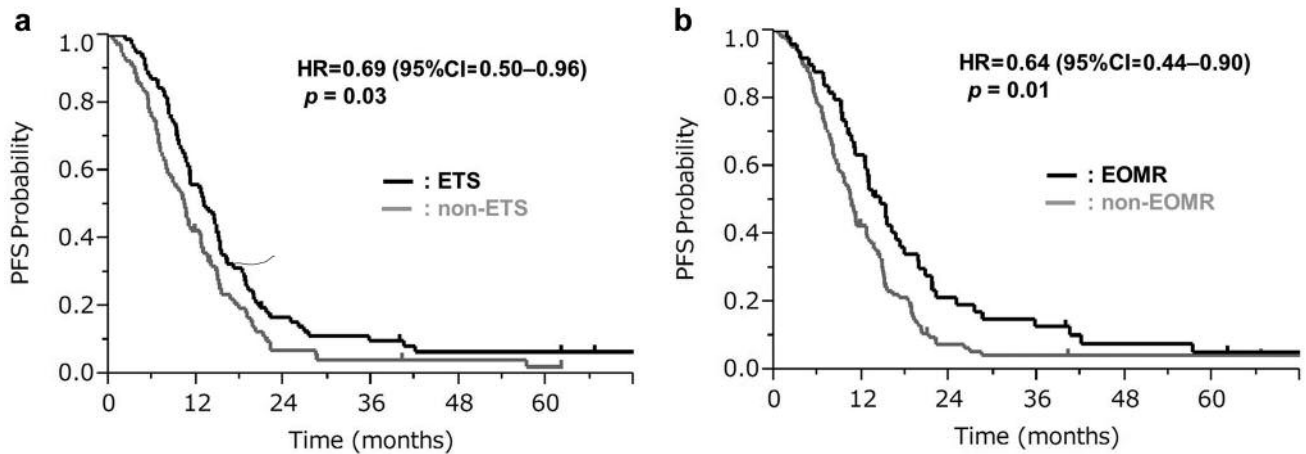 a
HR=0.69 (95%CI=0.50–0.96)
p = 0.03
: ETS
: non-ETS
PFS Probability
1.0
0.8
0.6
0.4
0.2
0.0
0 12 24 36 48 60
Time (months)
b
HR=0.64 (95%CI=0.44–0.90)
p = 0.01
: EOMR
: non-EOMR
PFS Probability
1.0
0.8
0.6
0.4
0.2
0.0
0 12 24 36 48 60
Time (months)